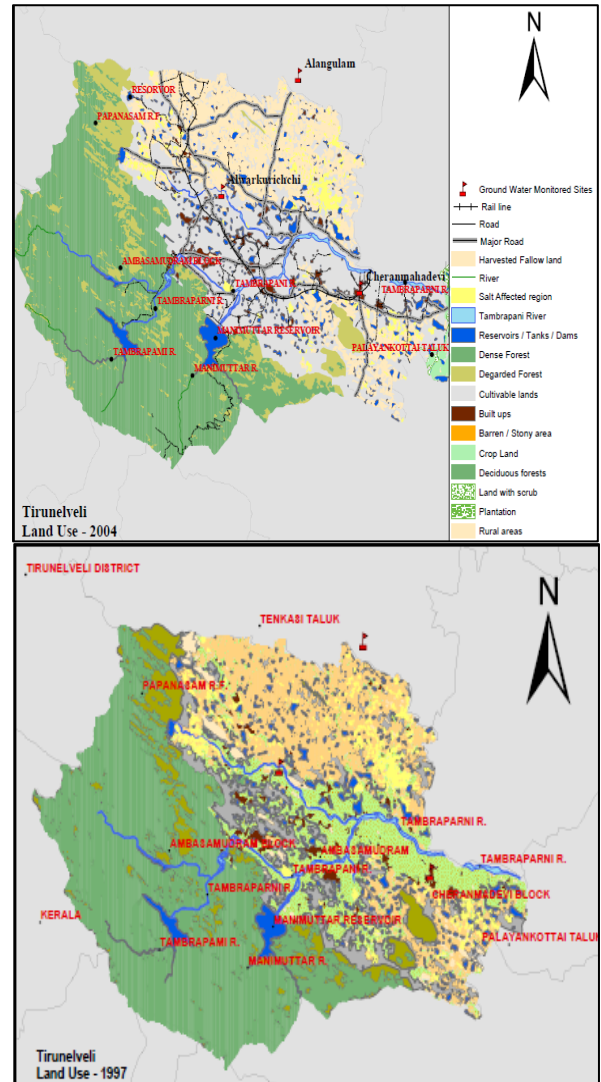 Alangulam
N
RESORVOR
PAPANASAM R.F.
Alwarkurichchi
AMBASAMUDRAM BLOCK
TAMBRAPANI R.
Cheranmahadevi
TAMBRAPARNI R.
TAMBRAPARNI R.
MANIMUTTAR RESERVOIR
TAMBRAPAMI R.
PALAYANKOTTAI TALUK
MANIMUTTAR R.
Tirunelveli
Land Use - 2004
Ground Water Monitored Sites
Rail line
Road
Major Road
Harvested Fallow land
River
Salt Affected region
Tambrapani River
Reservoirs / Tanks / Dams
Dense Forest
Degarded Forest
Cultivable lands
Built ups
Barren / Stony area
Crop Land
Deciduous forests
Land with scrub
Plantation
Rural areas
TIRUNELVELI DISTRICT
TENKASI TALUK
N
PAPANASAM R.F.
TAMBRAPARNI R.
AMBASAMUDRAM BLOCK
AMBASAMUDRAM
TAMBRAPARNI R.
TAMBRAPANI R.
TAMBRAPARNI R.
CHERANMADEVI BLOCK
KERALA
MANIMUTTAR RESERVOIR
TAMBRAPAMI R.
PALAYANKOTTAI TALUK
MANIMUTTAR R.
Tirunelveli
Land Use - 1997